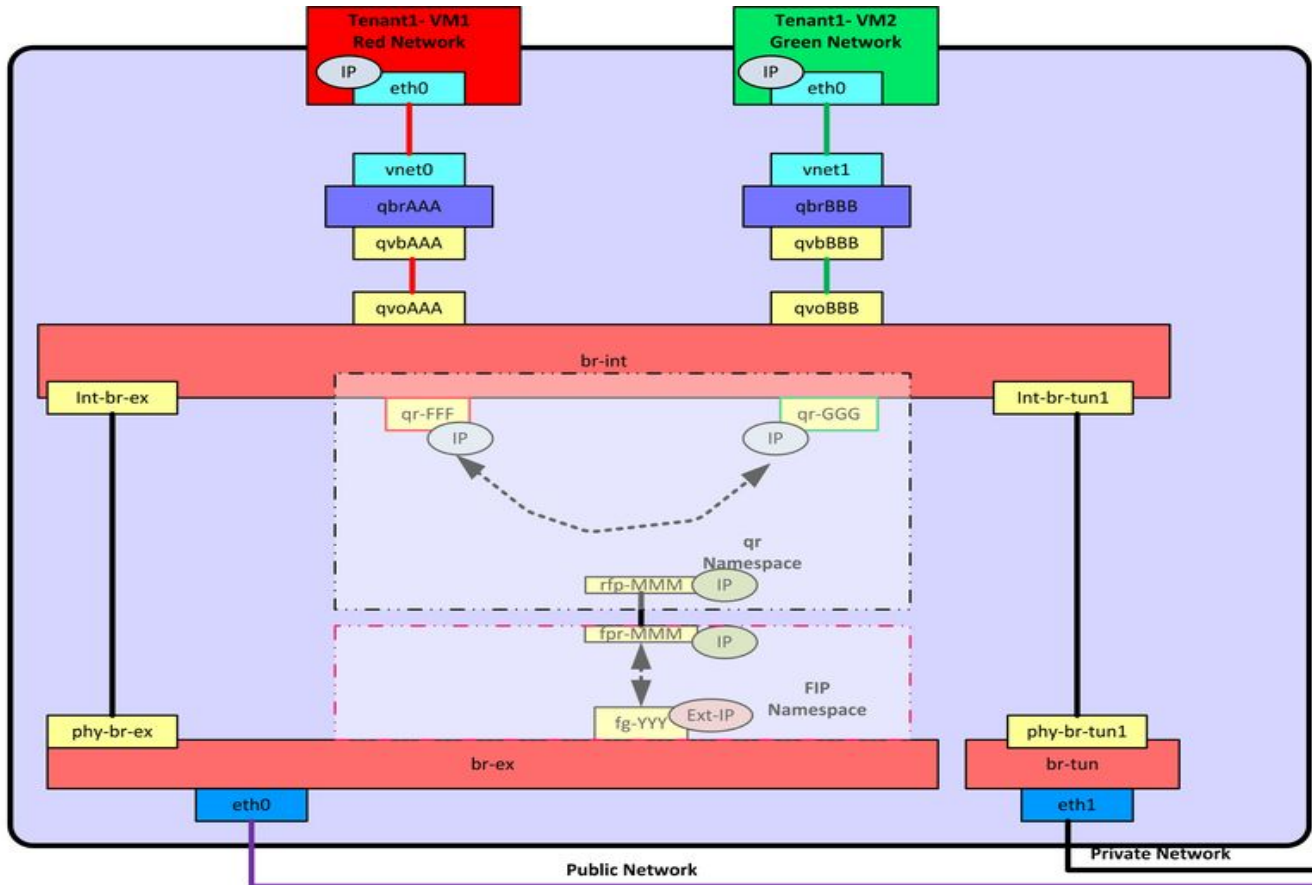 Tenant1- VM1
Red Network
IP
eth0
Tenant1- VM2
Green Network
IP
eth0
vnet0
vnet1
qbrAAA
qbrBBB
qvbAAA
qvbBBB
qvoAAA
qvoBBB
br-int
Int-br-ex
qr-FFF
qr-GGG
Int-br-tun1
IP
IP
qr
Namespace
rfp-MMM
IP
fpr-MMM
IP
FIP
Namespace
fg-YYY
Ext-IP
phy-br-ex
phy-br-tun1
br-ex
br-tun
eth0
eth1
Private Network
Public Network